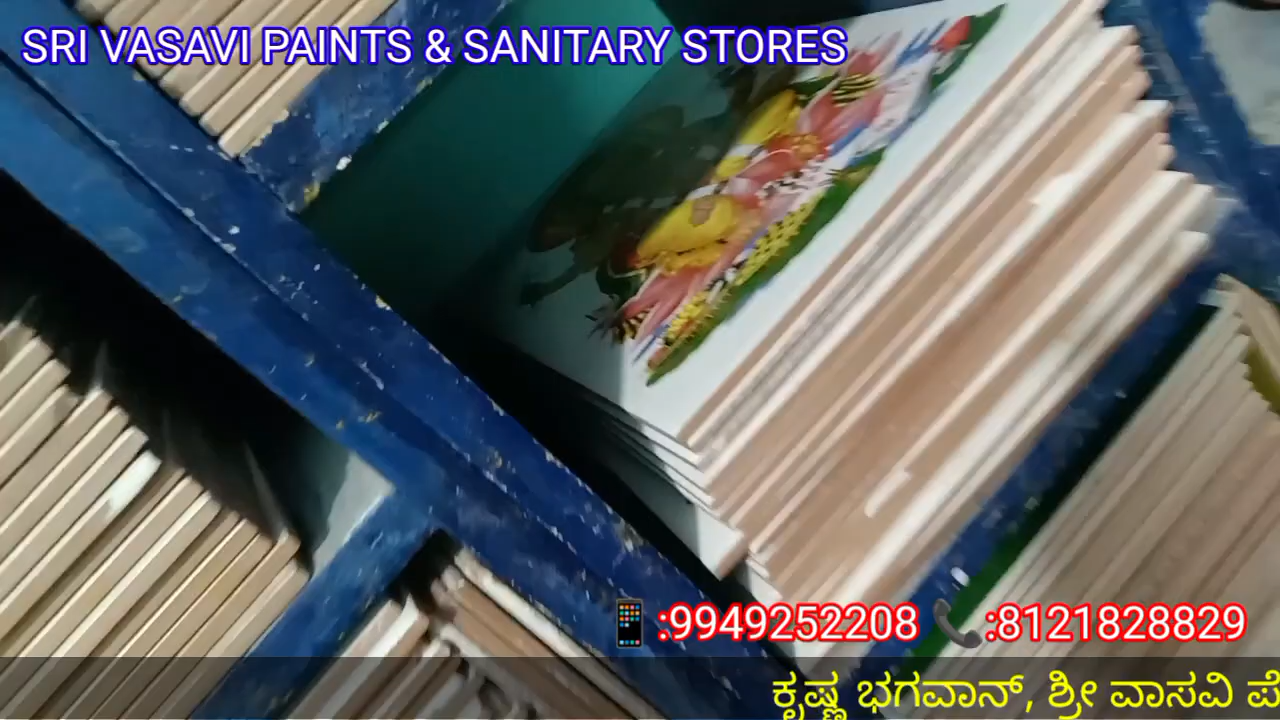 SRI VASAVI PAINTS & SANITARY STORES
📱:9949252208 📞:8121828829
ಕೃಷ್ಣ ಭಗವಾನ್, ಶ್ರೀ ವಾಸವಿ ಪೆ